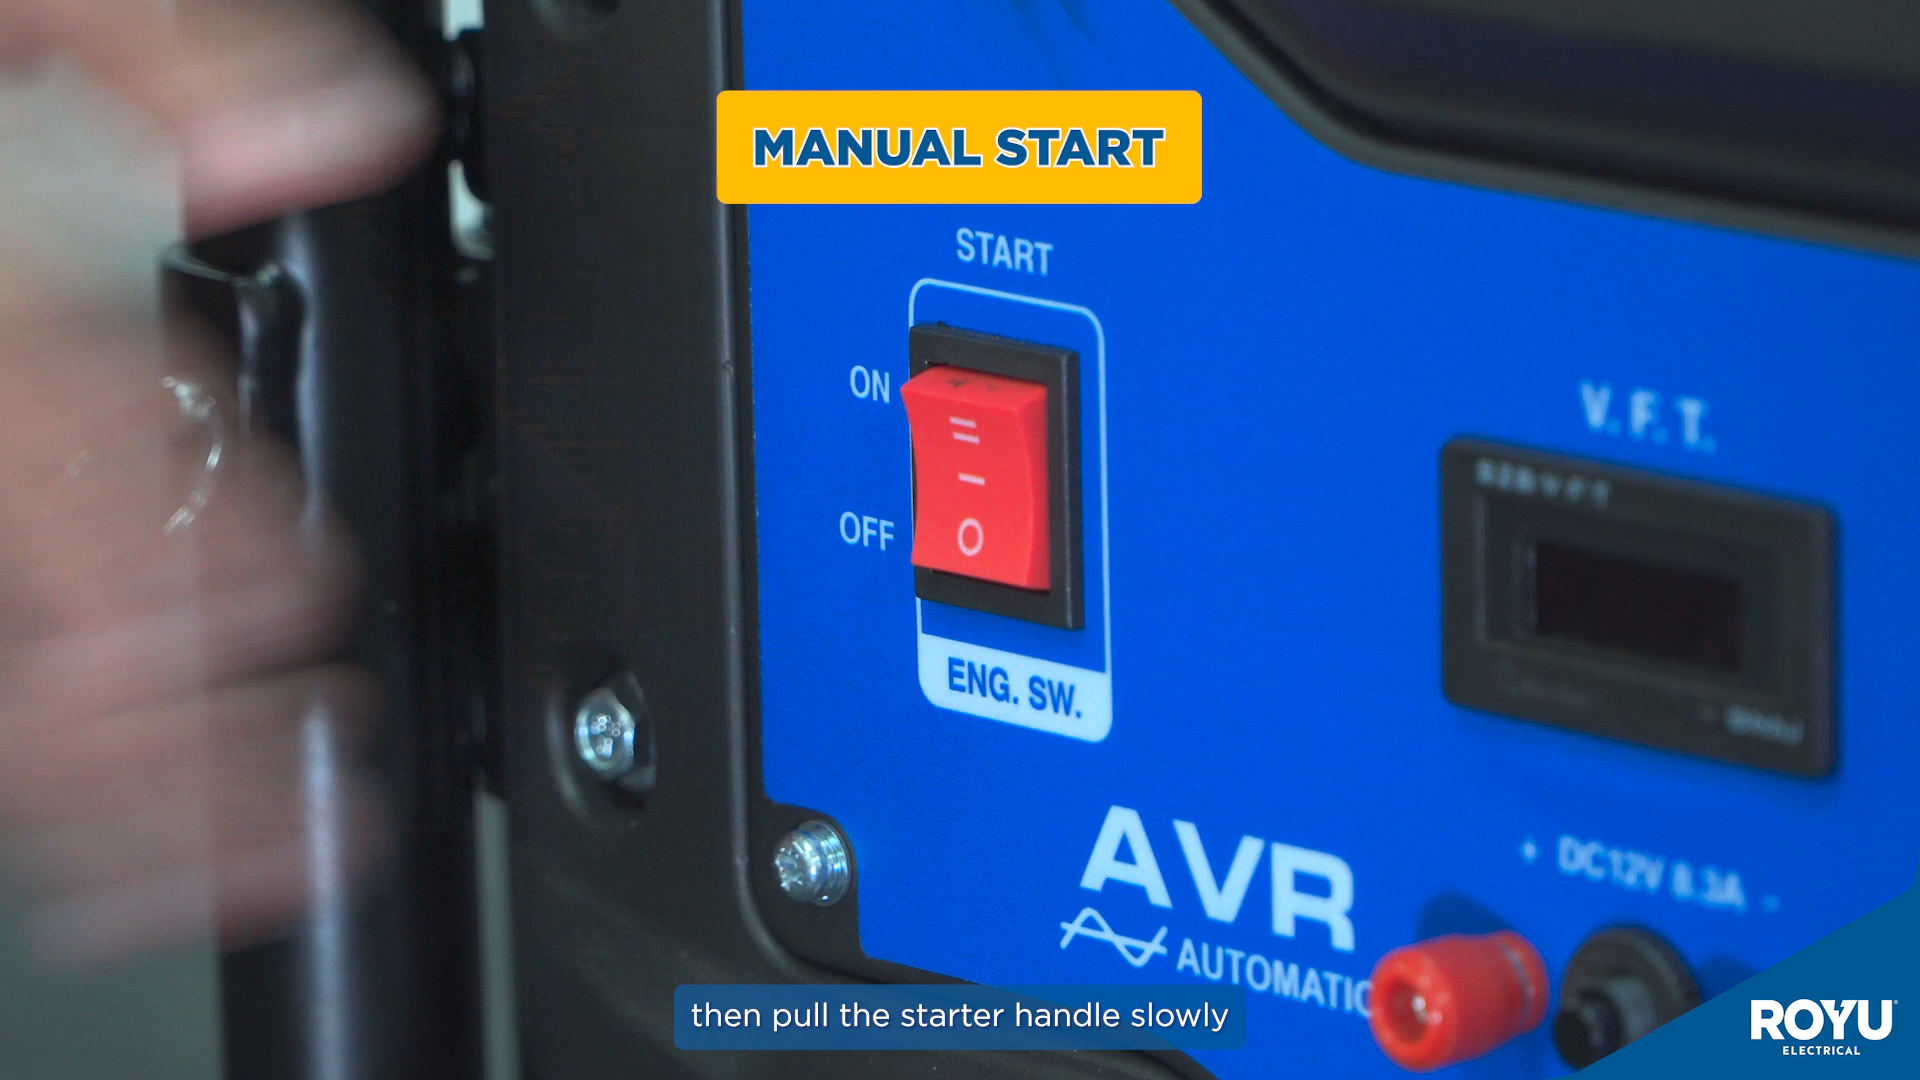 MANUAL START
START
ON
OFF
ENG. SW.
V.F.T.
AVR
AUTOMATIC
+ DC12V 8.3A -
then pull the starter handle slowly
ROYU
ELECTRICAL